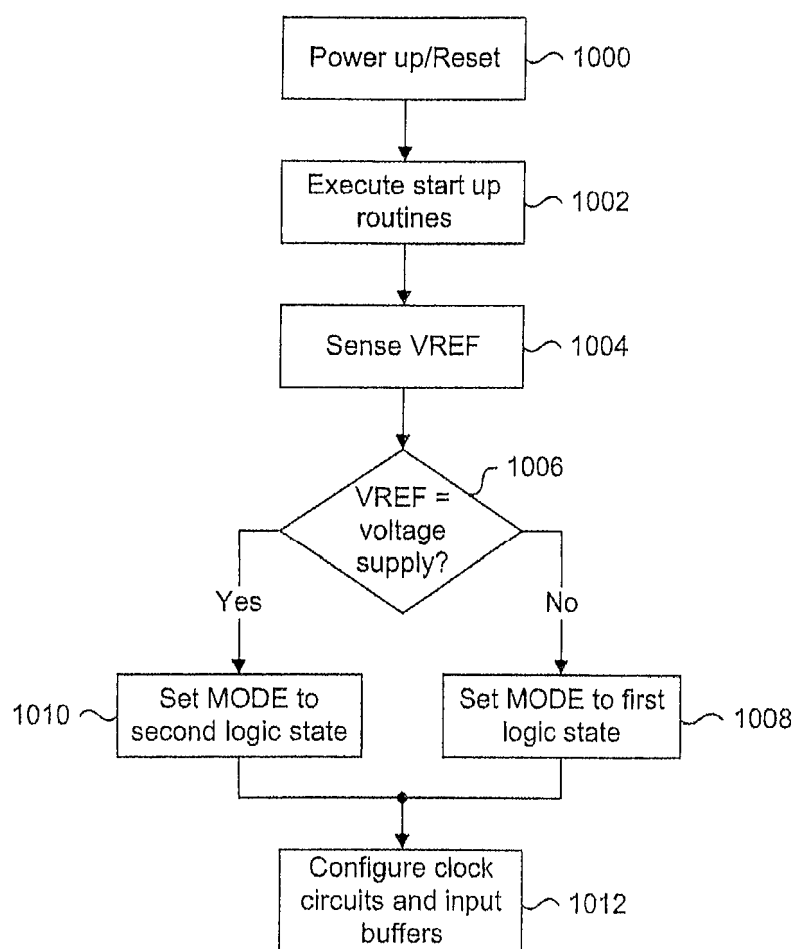 Power up/Reset
1000
Execute start up
routines
1002
Sense VREF
1004
1006
VREF =
voltage
supply?
Yes
No
1010
Set MODE to
second logic state
Set MODE to first
logic state
1008
Configure clock
circuits and input
buffers
1012